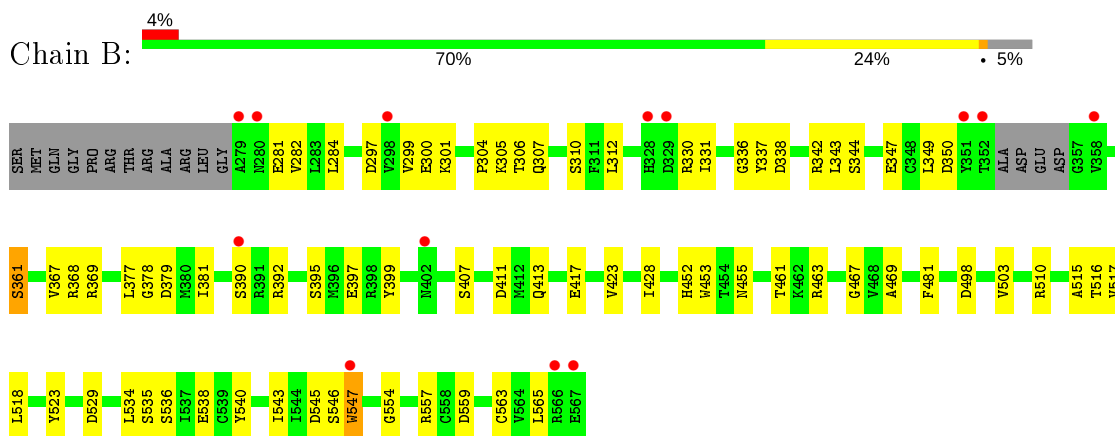 4%
Chain B:
70% 24% • 5%
SER MET GLN GLY PRO ARG THR ARG ALA ARG LEU GLY A279 N280 E281 V282 L283 L284 D297 V298 V299 E300 K301 P304 K305 T306 Q307 S310 F311 L312 H328 D329 R330 I331 G336 Y337 D338 R342 L343 S344 E347 C348 L349 D350 Y351 T352 ALA ASP GLU ASP G357 V358
S361 V367 R368 R369 L377 G378 D379 M380 I381 S390 R391 R392 S395 M396 E397 R398 Y399 N402 S407 D411 M412 Q413 E417 V423 I428 H452 W453 T454 N455 T461 K462 R463 G467 V468 A469 F481 D498 V503 R510 A515 T516 V517
L518 Y523 D529 L534 S535 S536 I537 E538 C539 Y540 I543 I544 D545 S546 W547 G554 R557 C558 D559 C563 V564 L565 R566 E567